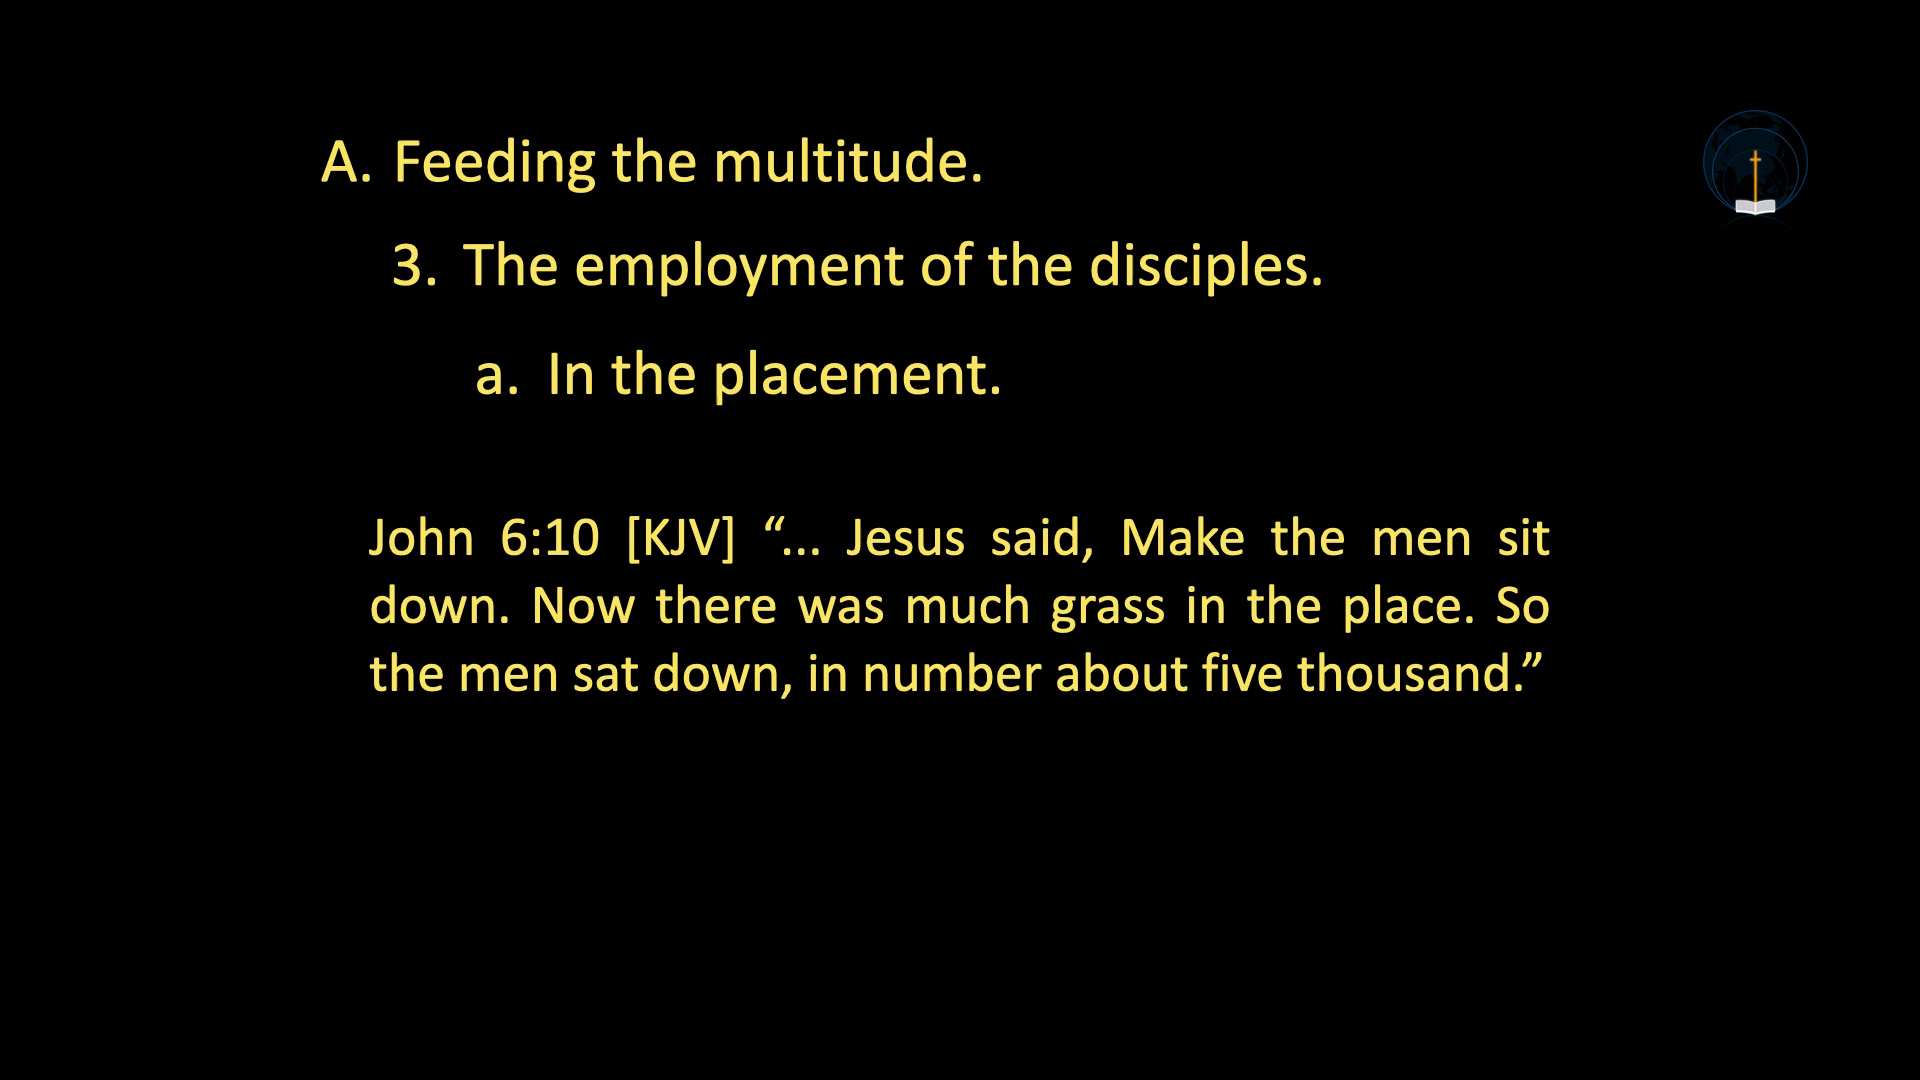 A. Feeding the multitude.
3. The employment of the disciples.
a. In the placement.
John 6:10 [KJV] “... Jesus said, Make the men sit
down. Now there was much grass in the place. So
the men sat down, in number about five thousand.”